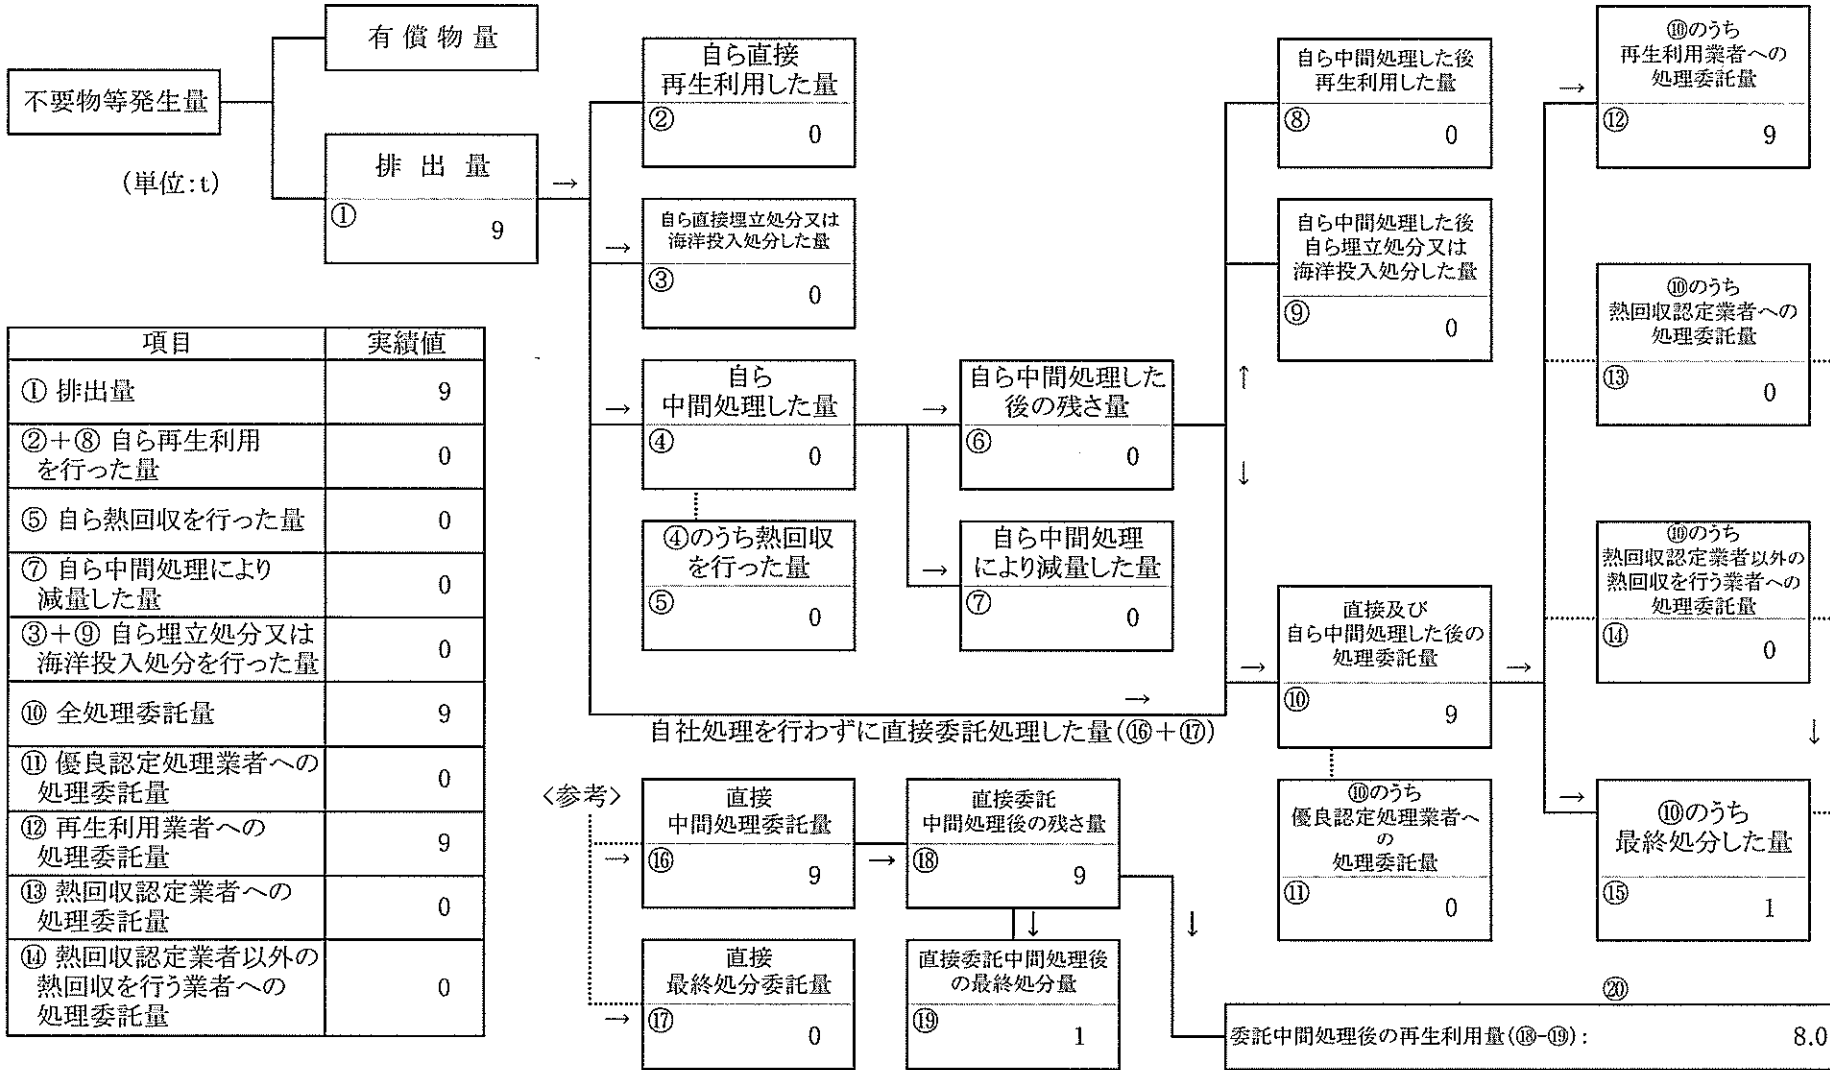 不要物等発生量
(単位:t)
有償物量
排出量
①
9
自ら直接
再生利用した量
②
0
自ら直接埋立処分又は
海洋投入処分した量
③
0
自ら
中間処理した量
④
0
④のうち熱回収
を行った量
⑤
0
自ら中間処理した
後の残さ量
⑥
0
自ら中間処理
により減量した量
⑦
0
自ら中間処理した後
再生利用した量
⑧
0
自ら中間処理した後
自ら埋立処分又は
海洋投入処分した量
⑨
0
直接及び
自ら中間処理した後の
処理委託量
⑩
9
⑩のうち
優良認定処理業者へ
の
処理委託量
⑪
0
⑩のうち
再生利用業者への
処理委託量
⑫
9
⑩のうち
熱回収認定業者への
処理委託量
⑬
0
⑩のうち
熱回収認定業者以外の
熱回収を行う業者への
処理委託量
⑭
0
⑩のうち
最終処分した量
⑮
1
自社処理を行わずに直接委託処理した量(⑯+⑰)
<参考>
直接
中間処理委託量
⑯
9
直接
最終処分委託量
⑰
0
直接委託
中間処理後の残さ量
⑱
9
直接委託中間処理後
の最終処分量
⑲
1
⑳
委託中間処理後の再生利用量(⑱-⑲): 8.0
項目 実績値
① 排出量 9
②+⑧ 自ら再生利用
を行った量 0
⑤ 自ら熱回収を行った量 0
⑦ 自ら中間処理により
減量した量 0
③+⑨ 自ら埋立処分又は
海洋投入処分を行った量 0
⑩ 全処理委託量 9
⑪ 優良認定処理業者への
処理委託量 0
⑫ 再生利用業者への
処理委託量 9
⑬ 熱回収認定業者への
処理委託量 0
⑭ 熱回収認定業者以外の
熱回収を行う業者への
処理委託量 0